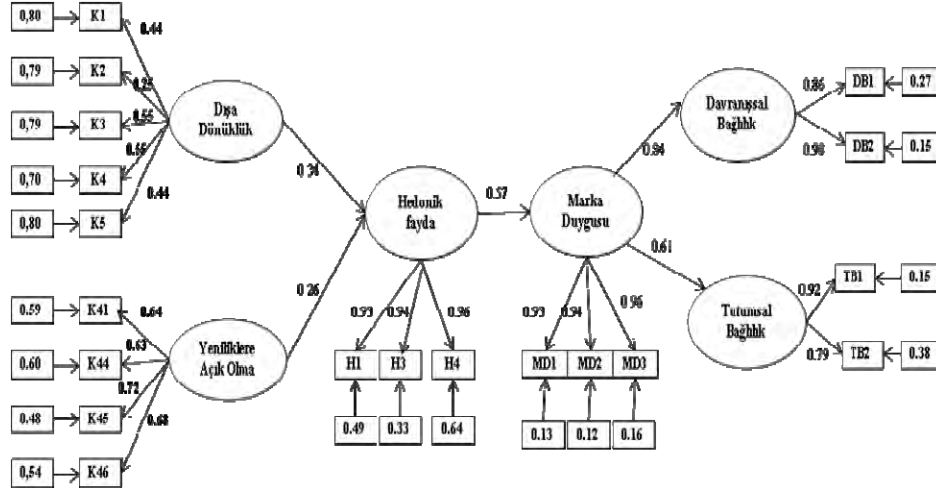 0,80 K1
0.44
0,79 K2
0.25
0,79 K3
0.55
0,70 K4
0.55
0,80 K5
0.44
Dışa
Dönüklük
0.59 K41
0.64
0.60 K44
0.63
0.48 K45
0.72
0,54 K46
0.68
Yeniliklere
Açık Olma
0.34
0.26
Hedonik
fayda
0.57
0.93 0.94 0.96
H1 H3 H4
0.49 0.33 0.64
Marka
Duygusu
0.93 0.94 0.96
MD1 MD2 MD3
0.13 0.12 0.16
0.84
0.61
Davranışsal
Bağlılık
0.86 DB1 0.27
0.98 DB2 0.15
Tutumsal
Bağlılık
0.92 TB1 0.15
0.79 TB2 0.38